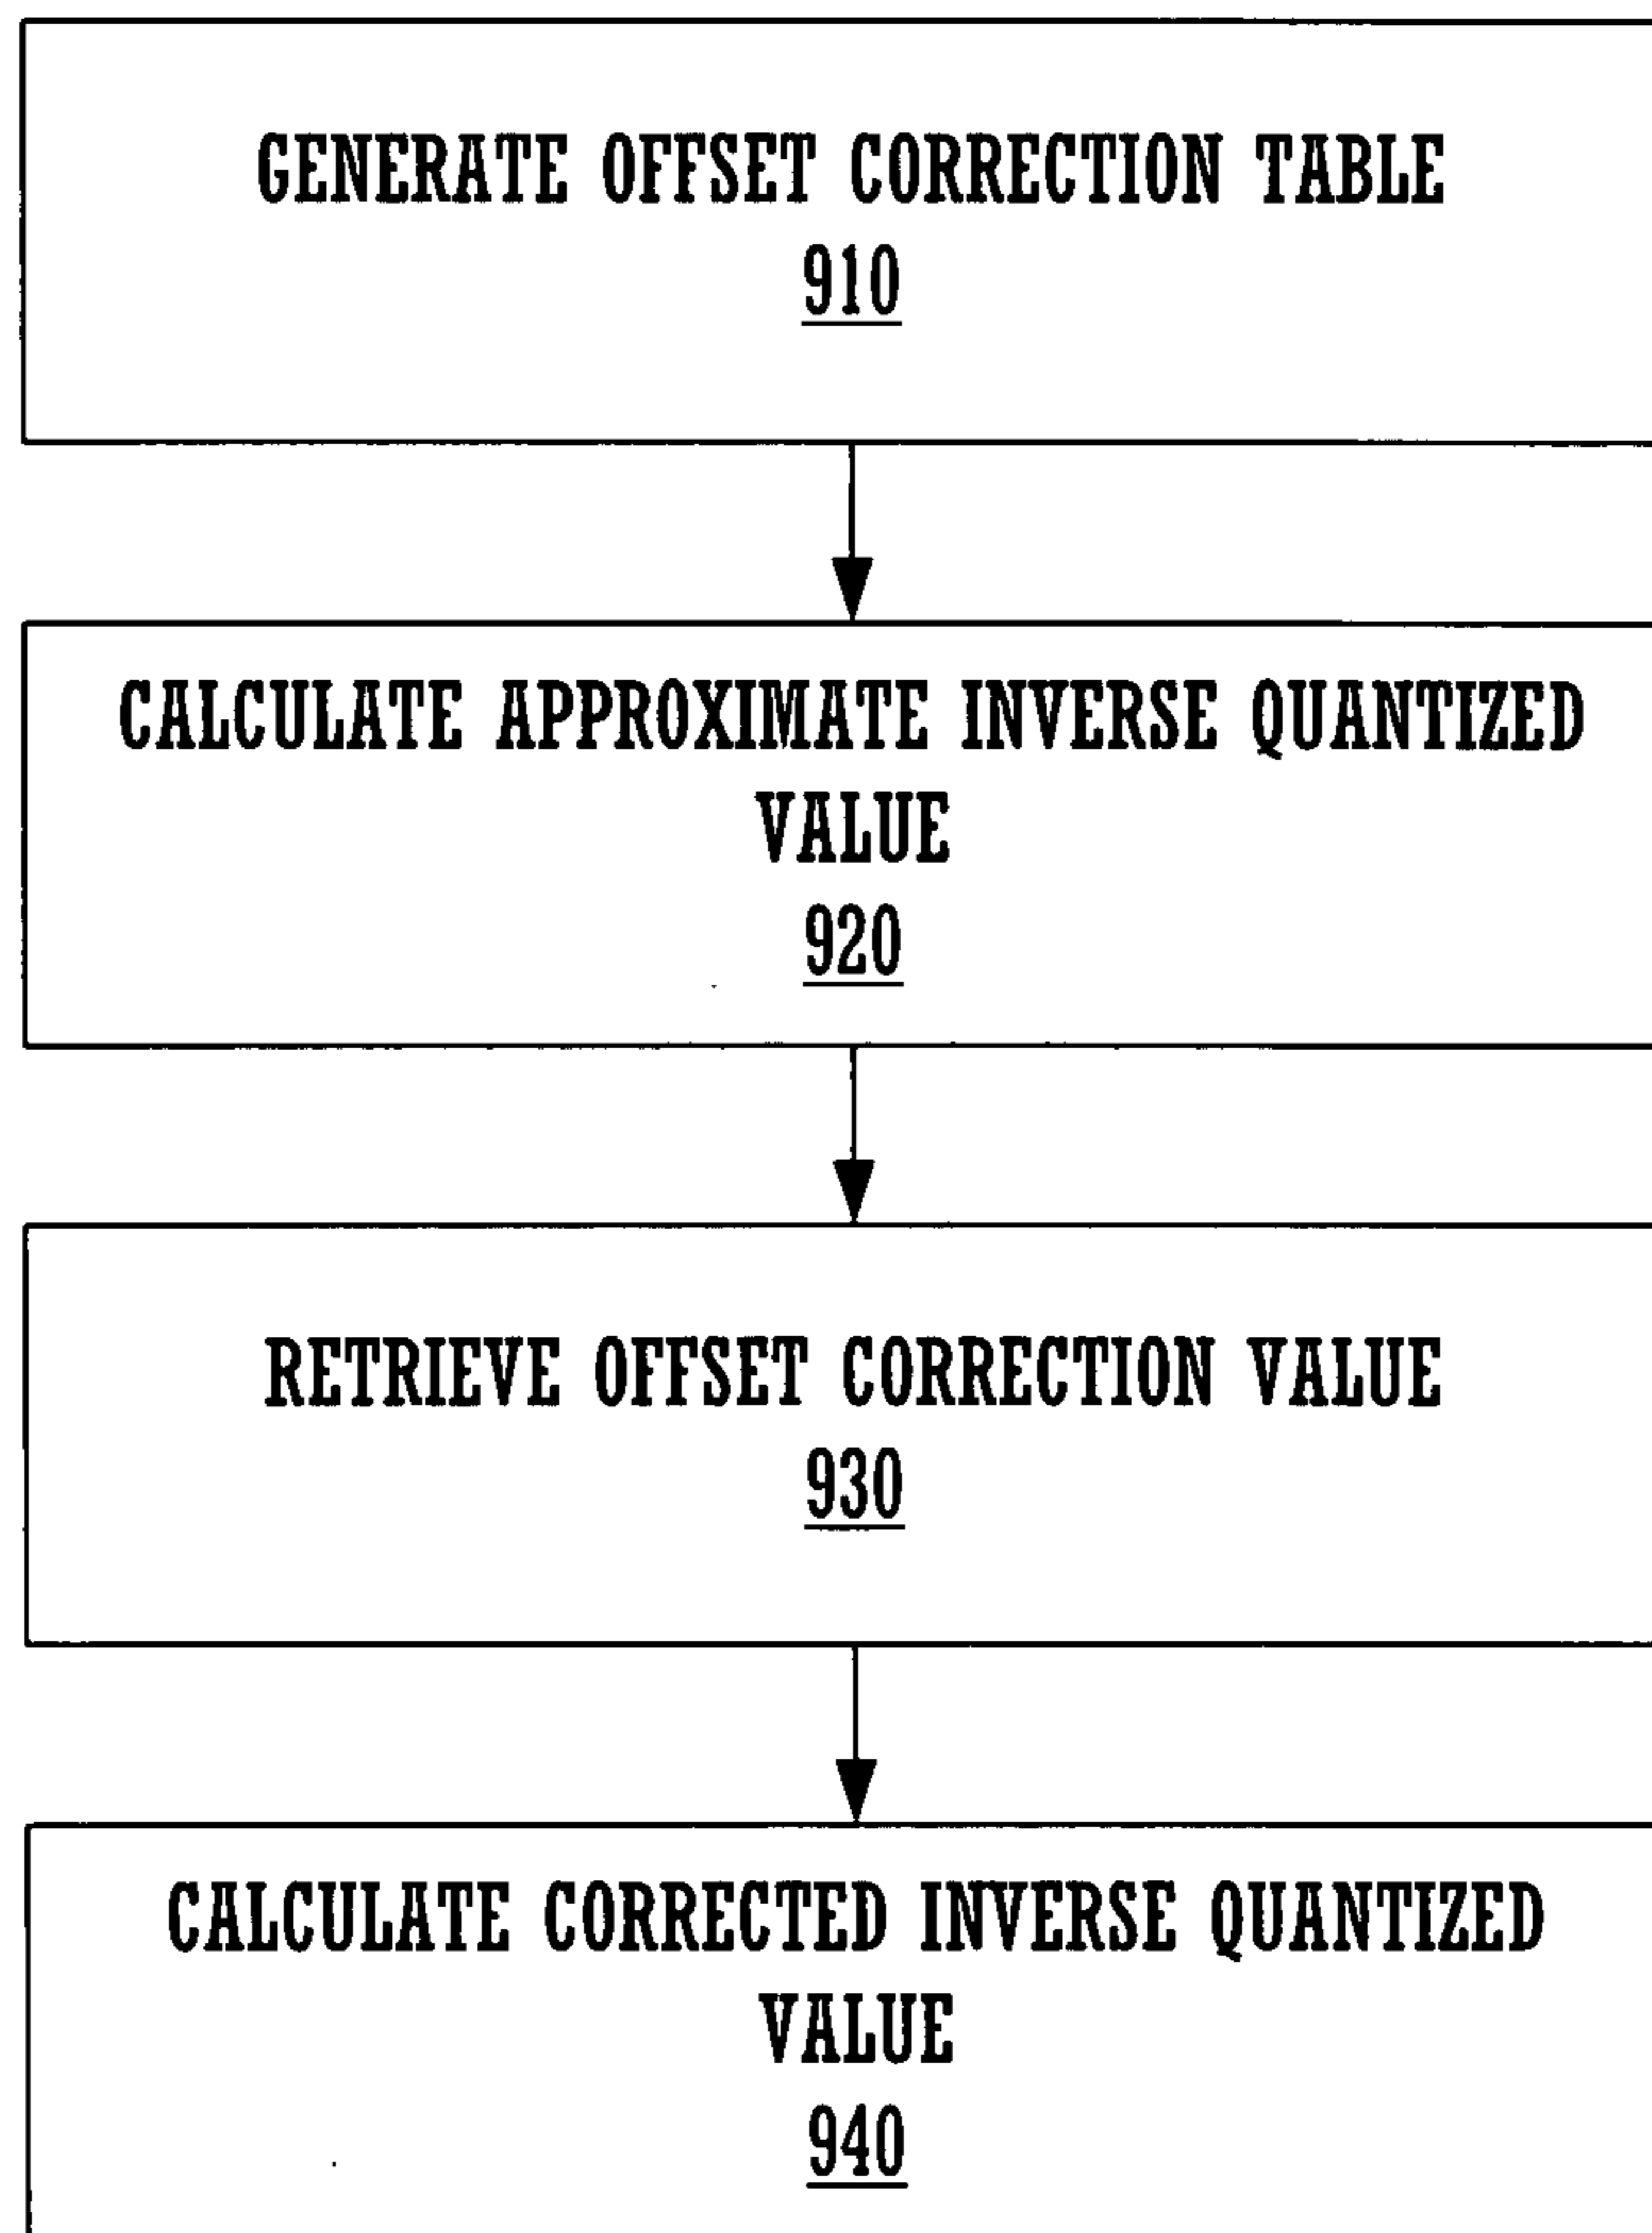 GENERATE OFFSET CORRECTION TABLE
910
CALCULATE APPROXIMATE INVERSE QUANTIZED
VALUE
920
RETRIEVE OFFSET CORRECTION VALUE
930
CALCULATE CORRECTED INVERSE QUANTIZED
VALUE
940